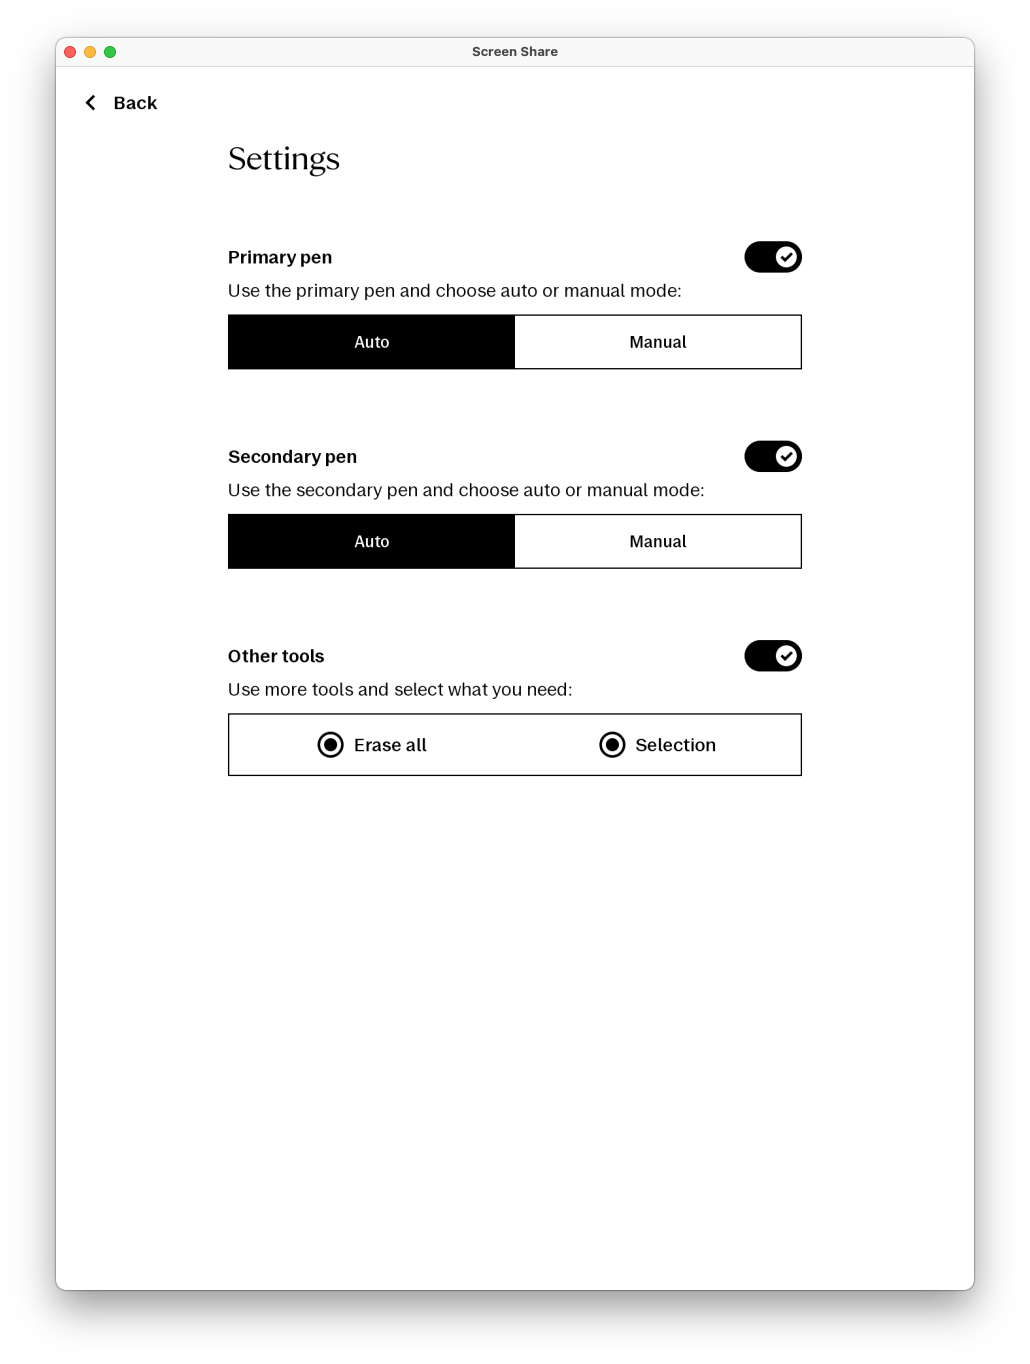 Screen Share
Back
Settings
Primary pen
Use the primary pen and choose auto or manual mode:
Auto Manual
Secondary pen
Use the secondary pen and choose auto or manual mode:
Auto Manual
Other tools
Use more tools and select what you need:
Erase all Selection